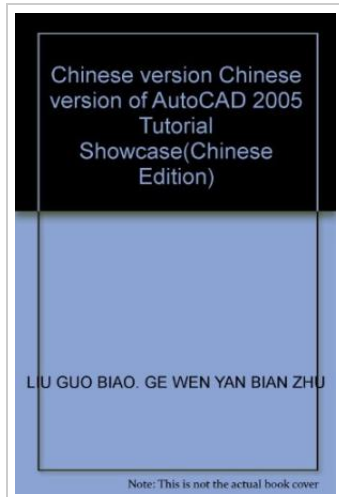 Chinese version Chinese
version of AutoCAD 2005
Tutorial
Showcase(Chinese
Edition)
LIU GUO BIAO. GE WEN YAN BIAN ZHU
Note: This is not the actual book cover